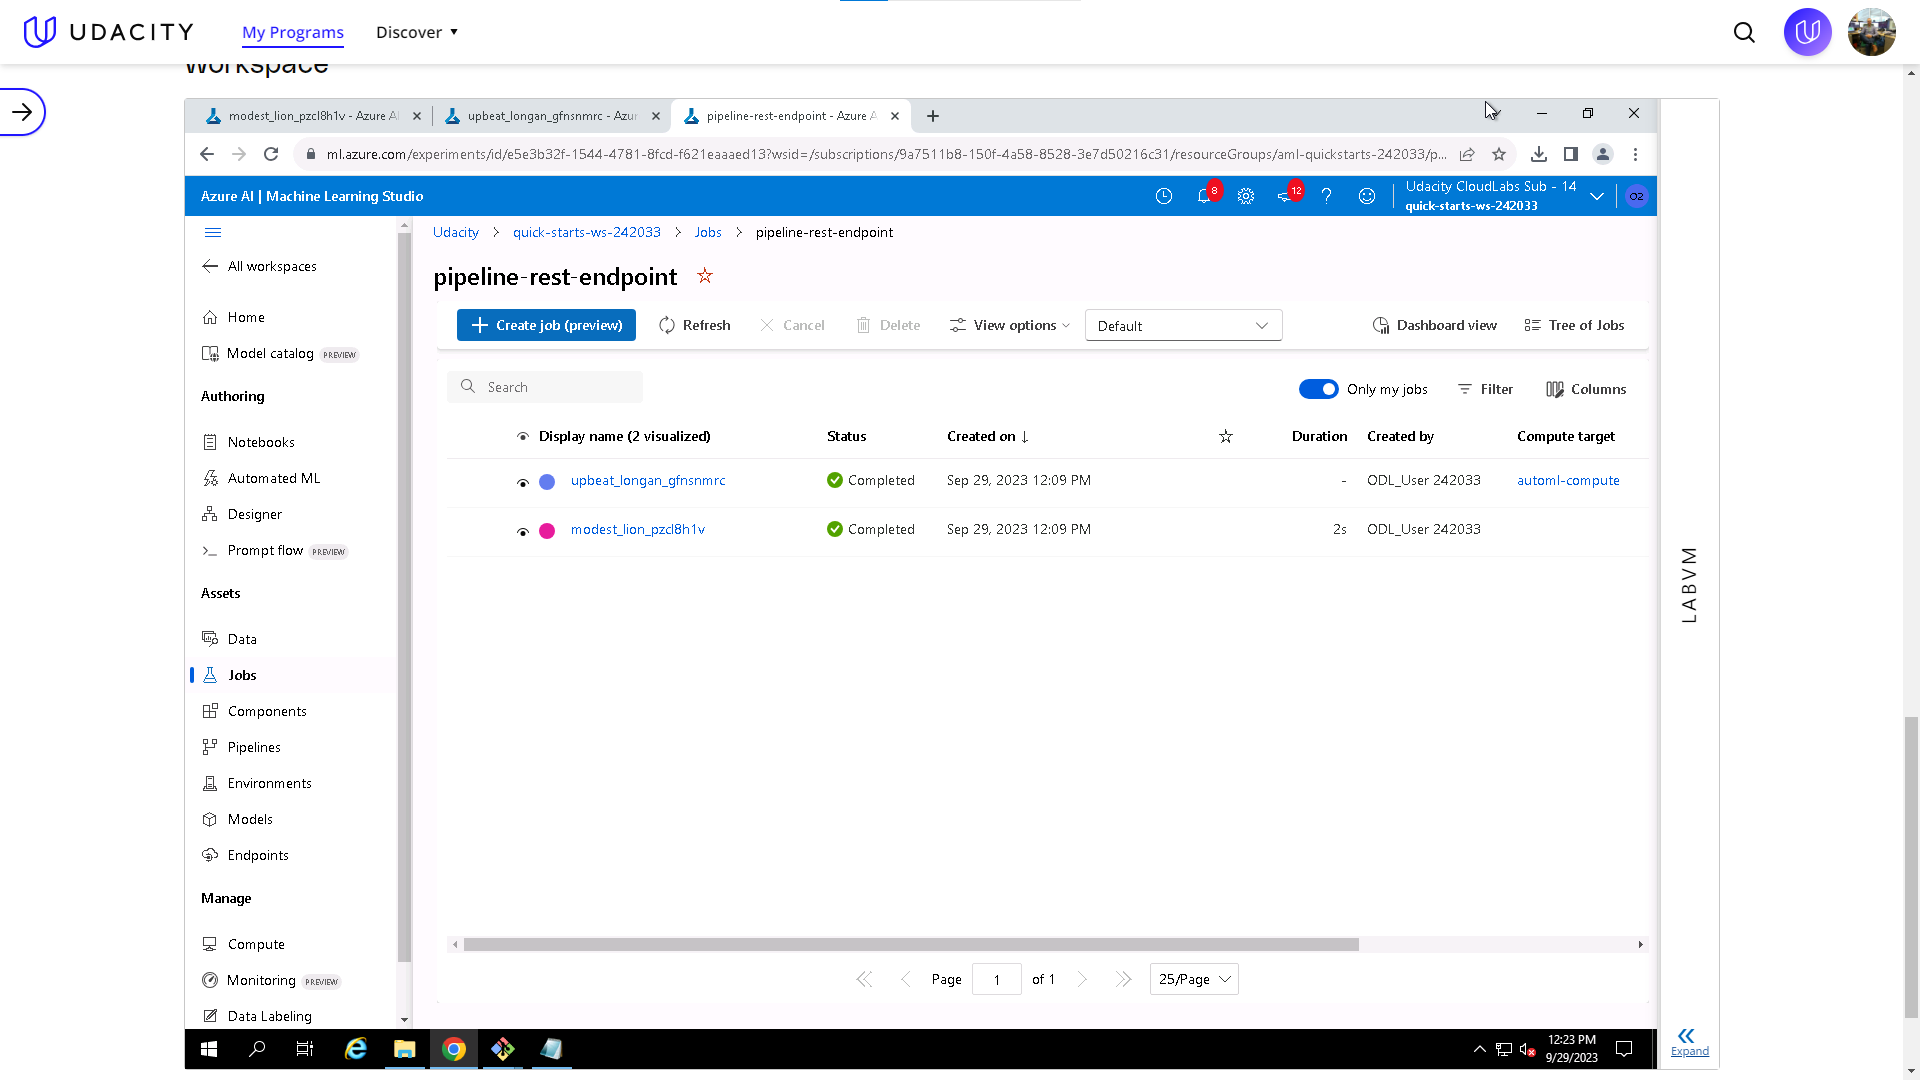 UDACITY
My Programs
Discover
Workspace
modest_lion_pzcl8h1v - Azure AI
upbeat_longan_gfnsnmrc - Azur
pipeline-rest-endpoint - Azure A
ml.azure.com/experiments/id/e5e3b32f-1544-4781-8fcd-f621eaaaed13?wsid=/subscriptions/9a7511b8-150f-4a58-8528-3e7d50216c31/resourceGroups/aml-quickstarts-242033/p...
Azure AI | Machine Learning Studio
8
12
?
Udacity CloudLabs Sub - 14
quick-starts-ws-242033
O2
All workspaces
Home
Model catalog PREVIEW
Authoring
Notebooks
Automated ML
Designer
Prompt flow PREVIEW
Assets
Data
Jobs
Components
Pipelines
Environments
Models
Endpoints
Manage
Compute
Monitoring PREVIEW
Data Labeling
Udacity > quick-starts-ws-242033 > Jobs > pipeline-rest-endpoint
pipeline-rest-endpoint
Create job (preview)
Refresh
Cancel
Delete
View options
Default
Dashboard view
Tree of Jobs
Search
Only my jobs
Filter
Columns
Display name (2 visualized) Status Created on ↓ Duration Created by Compute target
upbeat_longan_gfnsnmrc Completed Sep 29, 2023 12:09 PM - ODL_User 242033 automl-compute
modest_lion_pzcl8h1v Completed Sep 29, 2023 12:09 PM 2s ODL_User 242033
Page 1 of 1
25/Page
LABVM
Expand
12:23 PM
9/29/2023